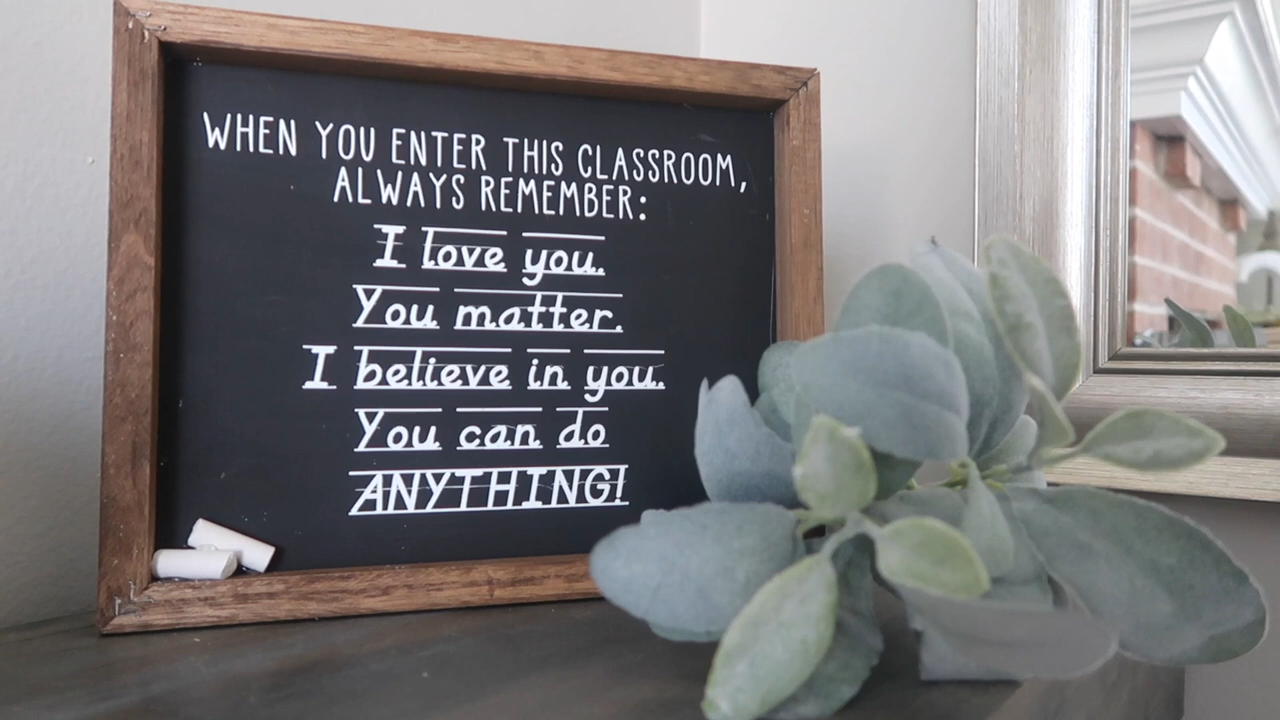 WHEN YOU ENTER THIS CLASSROOM,
ALWAYS REMEMBER:
I love you.
You matter.
I believe in you.
You can do
ANYTHING!